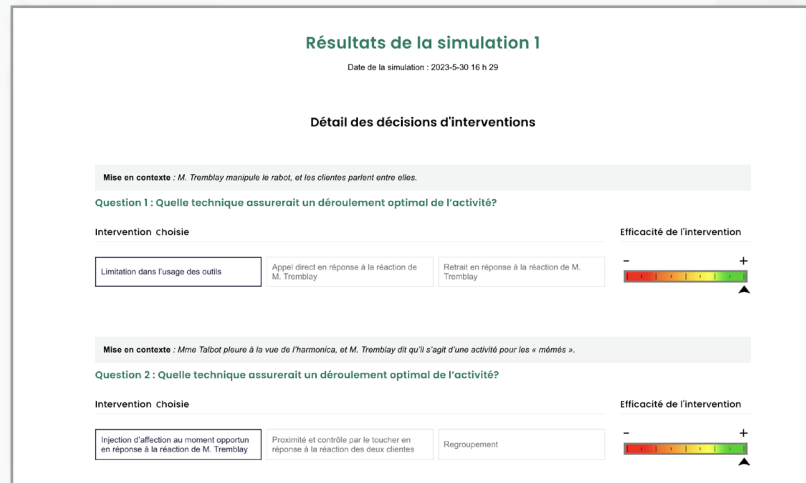 Résultats de la simulation 1
Date de la simulation : 2023-5-30 16 h 29
Détail des décisions d'interventions
Mise en contexte : M. Tremblay manipule le rabot, et les clientes parlent entre elles.
Question 1 : Quelle technique assurerait un déroulement optimal de l'activité?
Intervention choisie
Efficacité de l'intervention
Limitation dans l'usage des outils
Appel direct en réponse à la réaction de
M. Tremblay
Retrait en réponse à la réaction de M.
Tremblay
- +
Mise en contexte : Mme Talbot pleure à la vue de l'harmonica, et M. Tremblay dit qu'il s'agit d'une activité pour les « mémés ».
Question 2 : Quelle technique assurerait un déroulement optimal de l'activité?
Intervention choisie
Efficacité de l'intervention
Injection d'affection au moment opportun
en réponse à la réaction de M. Tremblay
Proximité et contrôle par le toucher en
réponse à la réaction des deux clientes
Regroupement
- +